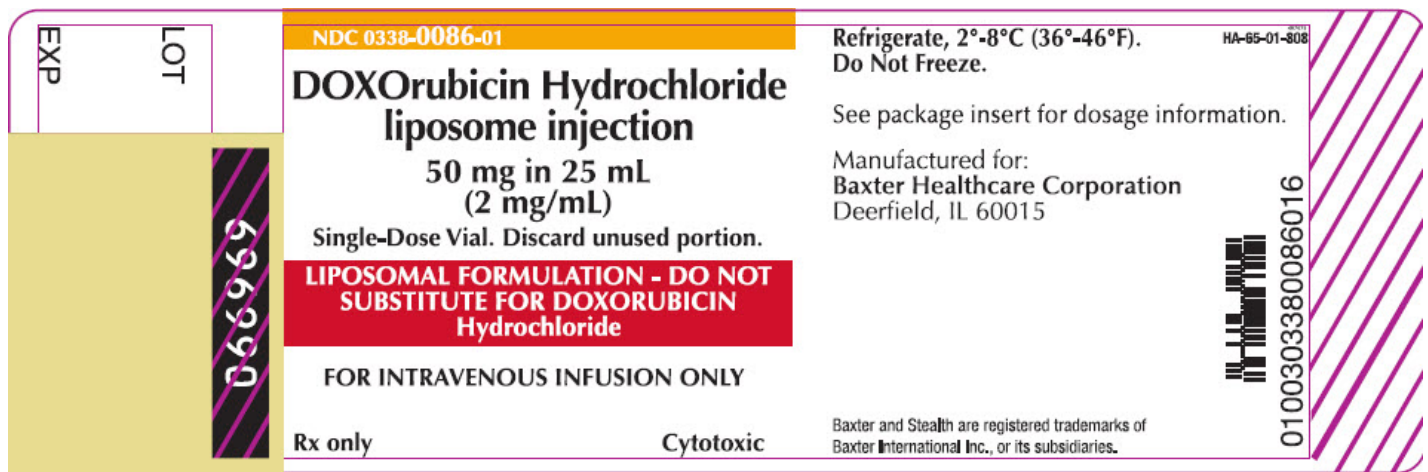 EXP
LOT
066699
NDC 0338-0086-01
DOXOrubicin Hydrochloride
liposome injection
50 mg in 25 mL
(2 mg/mL)
Single-Dose Vial. Discard unused portion.
LIPOSOMAL FORMULATION - DO NOT
SUBSTITUTE FOR DOXORUBICIN
Hydrochloride
FOR INTRAVENOUS INFUSION ONLY
Rx only
Cytotoxic
Refrigerate, 2°-8°C (36°-46°F).
Do Not Freeze.
HA-65-01-808
See package insert for dosage information.
Manufactured for:
Baxter Healthcare Corporation
Deerfield, IL 60015
Baxter and Stealth are registered trademarks of
Baxter International Inc., or its subsidiaries.
0100303380086016